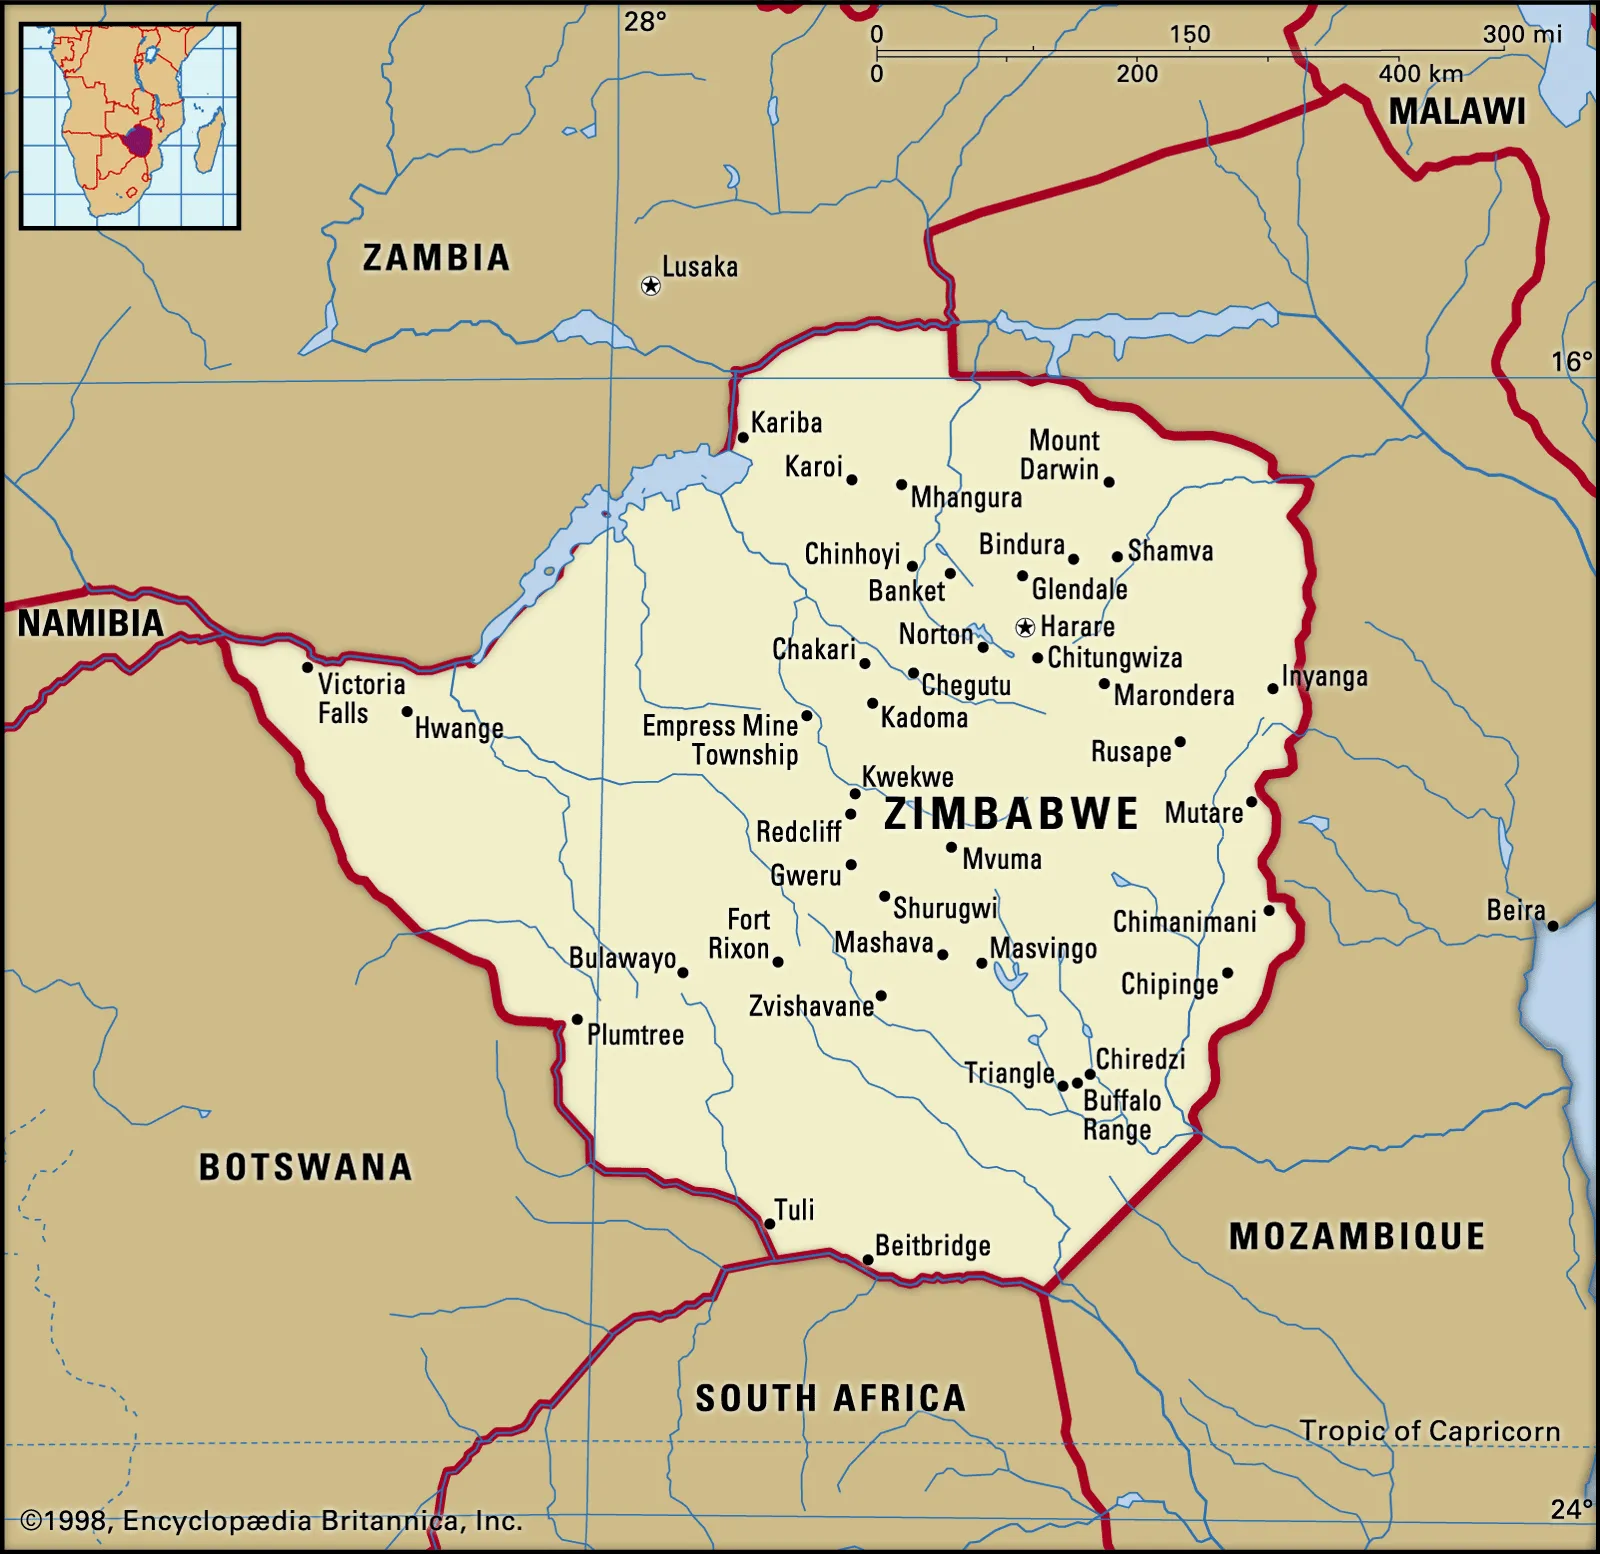 28°
0 150 300 mi
0 200 400 km
MALAWI
ZAMBIA
Lusaka
16°
Kariba
Karoi
Mhangura
Mount
Darwin
Chinhoyi
Banket
Bindura
Shamva
Glendale
NAMIBIA
Harare
Norton
Chitungwiza
Chakari
Chegutu
Marondera
Inyanga
Victoria
Falls
Hwange
Kadoma
Empress Mine
Township
Rusape
Kwekwe
ZIMBABWE
Mutare
Redcliff
Mvuma
Gweru
Shurugwi
Chimanimani
Beira
Fort
Rixon
Mashava
Masvingo
Bulawayo
Chipinge
Zvishavane
Plumtree
Triangle
Chiredzi
Buffalo
Range
BOTSWANA
Tuli
Beitbridge
MOZAMBIQUE
SOUTH AFRICA
Tropic of Capricorn
24°
©1998, Encyclopædia Britannica, Inc.